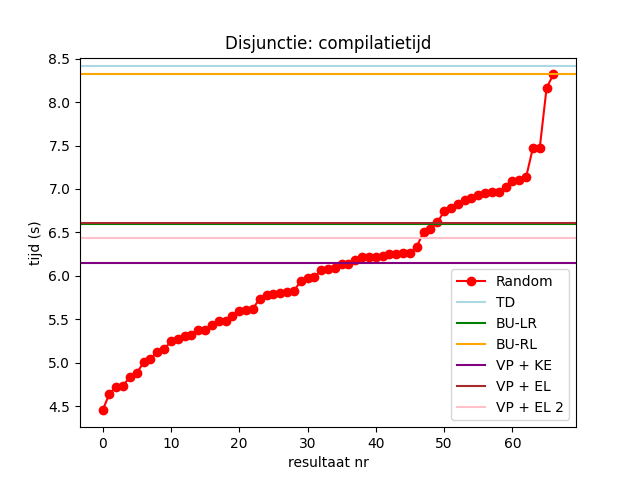 Disjunctie: compilatietijd
tijd (s)
8.5
8.0
7.5
7.0
6.5
6.0
5.5
5.0
4.5
0 10 20 30 40 50 60
resultaat nr
Random
TD
BU-LR
BU-RL
VP + KE
VP + EL
VP + EL 2